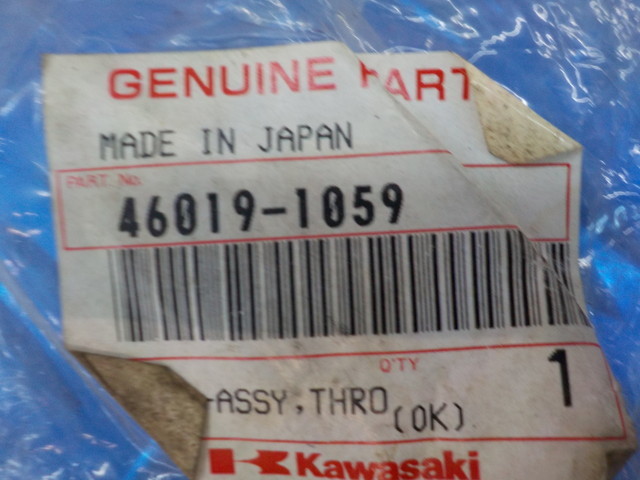 GENUINE PART
MADE IN JAPAN
PART No.
46019-1059
Q'TY
1
-ASSY,THRO (OK)
Kawasaki